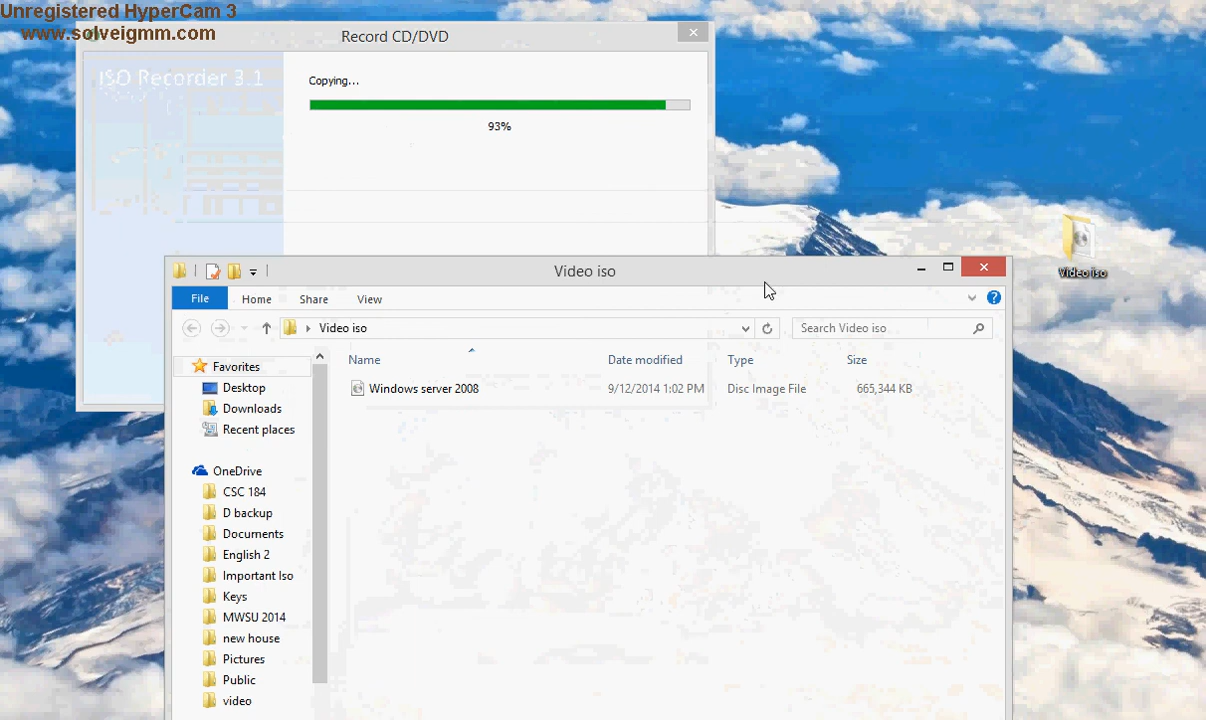 Unregistered HyperCam 3
www.solveigmm.com
Record CD/DVD
ISO Recorder 3.1
Copying...
93%
Video iso
Video iso
File Home Share View
Video iso
Search Video iso
Name Date modified Type Size
Windows server 2008 9/12/2014 1:02 PM Disc Image File 665,344 KB
Favorites
Desktop
Downloads
Recent places
OneDrive
CSC 184
D backup
Documents
English 2
Important Iso
Keys
MWSU 2014
new house
Pictures
Public
video